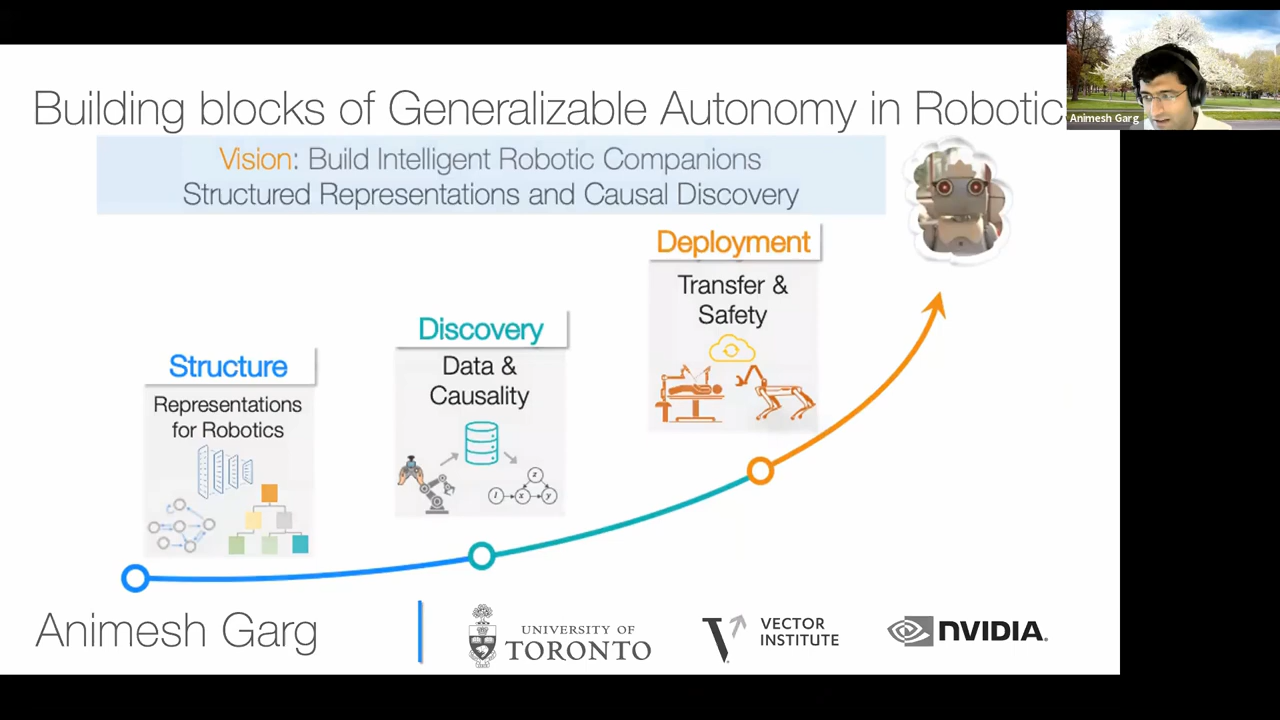 Building blocks of Generalizable Autonomy in Robotic
Animesh Garg
Vision: Build Intelligent Robotic Companions
Structured Representations and Causal Discovery
Deployment
Transfer &
Safety
Discovery
Data &
Causality
Structure
Representations
for Robotics
z
l
x
y
Animesh Garg
UNIVERSITY OF
TORONTO
VECTOR
INSTITUTE
NVIDIA.